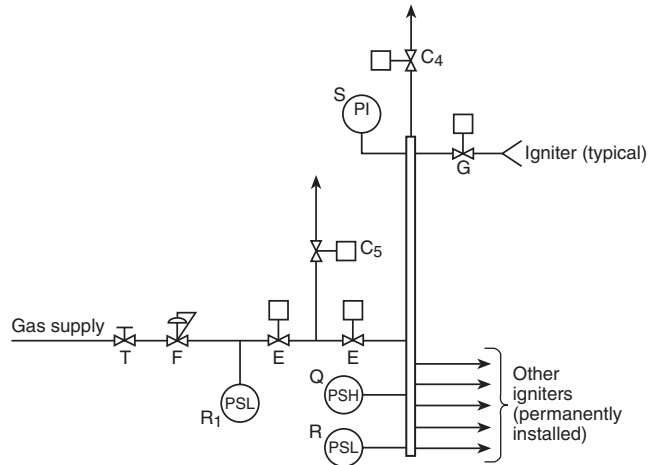 C4
S
PI
G
Igniter (typical)
C5
Gas supply
T
F
E
E
R1
PSL
Q
PSH
R
PSL
Other
igniters
(permanently
installed)